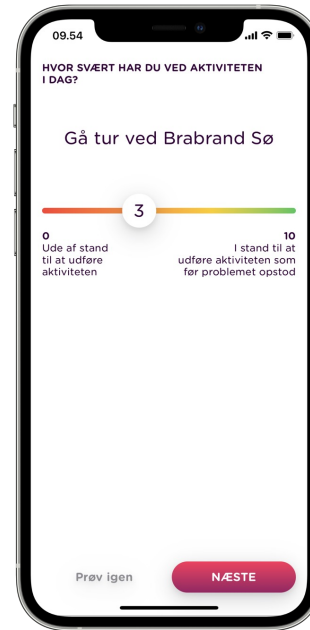 09.54
HVOR SVÆRT HAR DU VED AKTIVITETEN
I DAG?
Gå tur ved Brabrand Sø
3
0
Ude af stand
til at udføre
aktiviteten
10
I stand til at
udføre aktiviteten som
før problemet opstod
Prøv igen
NÆSTE